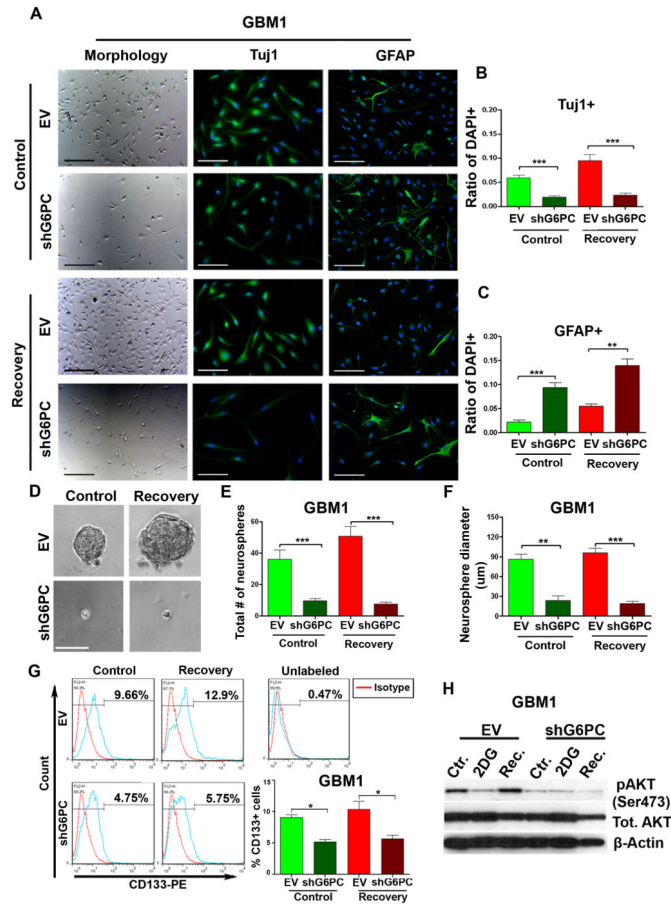 A
GBM1
Morphology Tuj1 GFAP
Control
EV
shG6PC
Recovery
EV
shG6PC
B
Tuj1+
Ratio of DAPI+
0.20
0.15
0.10
0.05
0.00
*** ***
EV shG6PC EV shG6PC
Control Recovery
C
GFAP+
Ratio of DAPI+
0.20
0.15
0.10
0.05
0.00
*** **
EV shG6PC EV shG6PC
Control Recovery
D
Control Recovery
EV
shG6PC
E
GBM1
Total # of neurospheres
60
40
20
0
*** ***
EV shG6PC EV shG6PC
Control Recovery
F
GBM1
Neurosphere diameter
(um)
90
60
30
0
** ***
EV shG6PC EV shG6PC
Control Recovery
G
Control Recovery Unlabeled
EV
9.66% 12.9% 0.47%
Isotype
Count
shG6PC
4.75% 5.75%
CD133-PE
GBM1
% CD133+ cells
15
10
5
0
* *
EV shG6PC EV shG6PC
Control Recovery
H
GBM1
EV shG6PC
Ctr. 2DG Rec. Ctr. 2DG Rec.
pAKT
(Ser473)
Tot. AKT
β-Actin